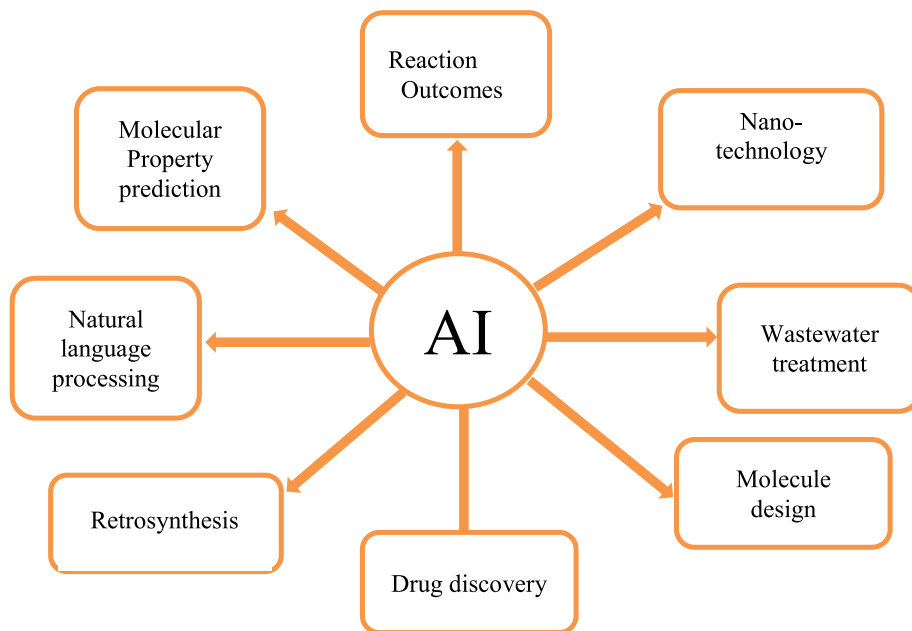 Reaction
Outcomes
Molecular
Property
prediction
Nano-
technology
AI
Natural
language
processing
Wastewater
treatment
Retrosynthesis
Molecule
design
Drug discovery